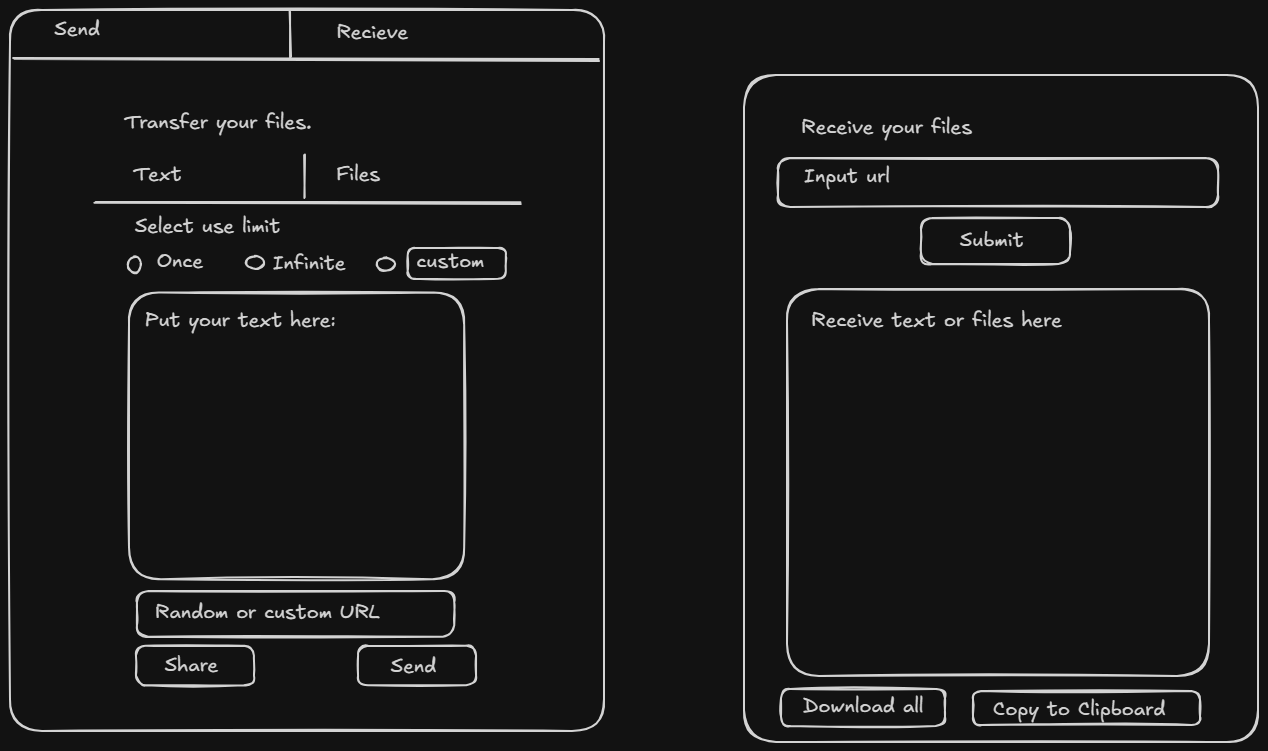 Send
Recieve
Transfer your files.
Text
Files
Select use limit
Once
Infinite
custom
Put your text here:
Random or custom URL
Share
Send
Receive your files
Input url
Submit
Receive text or files here
Download all
Copy to Clipboard